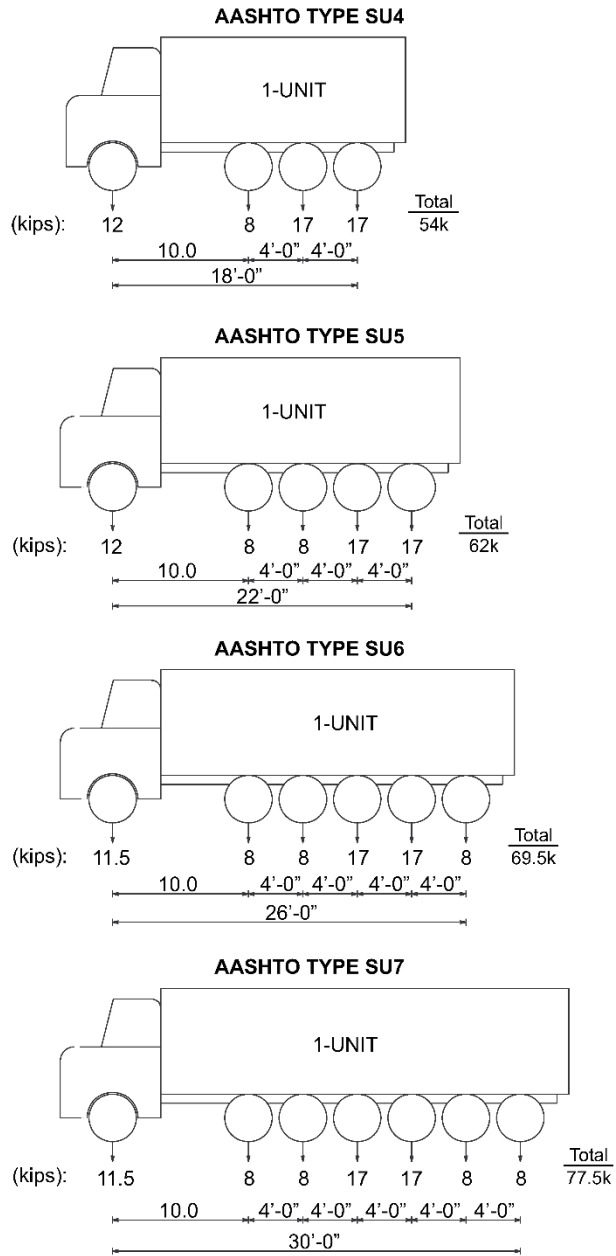 AASHTO TYPE SU4
1-UNIT
(kips): 12 8 17 17 Total
54k
10.0 4’-0” 4’-0”
18’-0”
AASHTO TYPE SU5
1-UNIT
(kips): 12 8 8 17 17 Total
62k
10.0 4’-0” 4’-0” 4’-0”
22’-0”
AASHTO TYPE SU6
1-UNIT
(kips): 11.5 8 8 17 17 8 Total
69.5k
10.0 4’-0” 4’-0” 4’-0” 4’-0”
26’-0”
AASHTO TYPE SU7
1-UNIT
(kips): 11.5 8 8 17 17 8 8 Total
77.5k
10.0 4’-0” 4’-0” 4’-0” 4’-0” 4’-0”
30’-0”